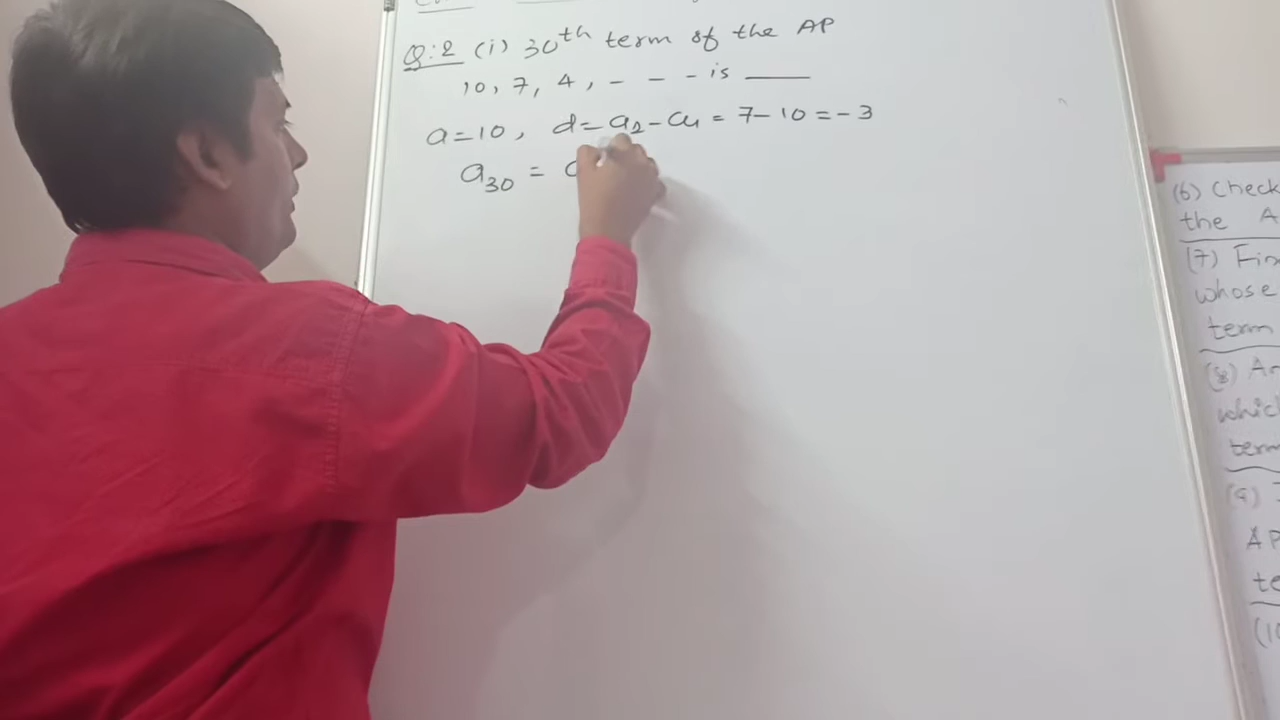 Q:2 (i) 30th term of the AP
10, 7, 4, - - - is ____
a=10, d=a2-a1=7-10=-3
a30 =
(6) Check
the A
(7) Fin
whose
term
(8) An
which
term
(9)
AP
te
(10